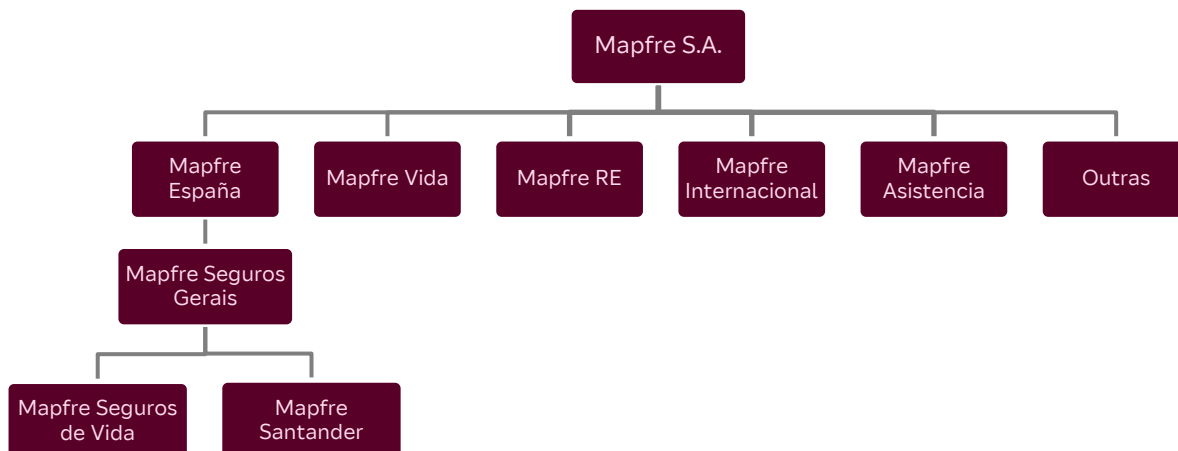 Mapfre S.A.
Mapfre
España
Mapfre Vida
Mapfre RE
Mapfre
Internacional
Mapfre
Asistencia
Outras
Mapfre Seguros
Gerais
Mapfre Seguros
de Vida
Mapfre
Santander